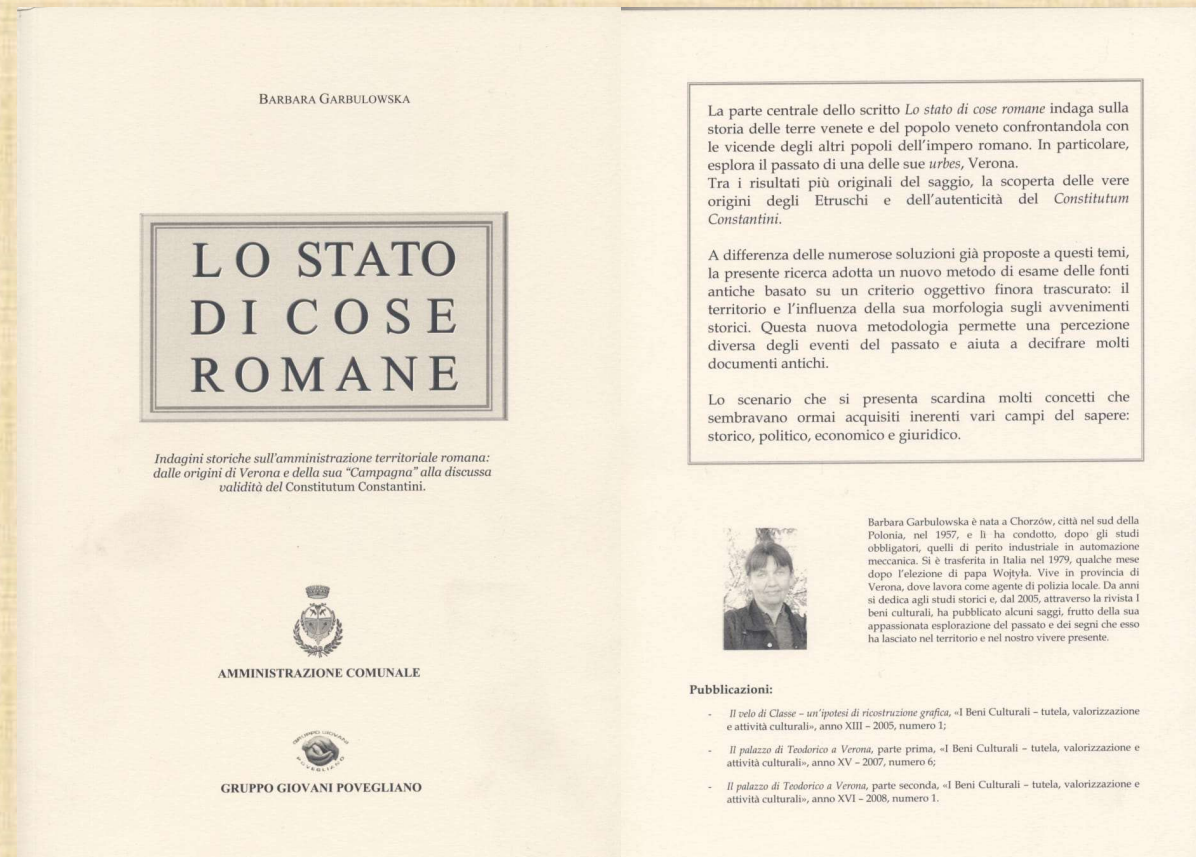 BARBARA GARBULOWSKA
LO STATO
DI COSE
ROMANE
Indagini storiche sull'amministrazione territoriale romana:
dalle origini di Verona e della sua "Campagna" alla discussa
validità del Constitutum Constantini.
AMMINISTRAZIONE COMUNALE
GRUPPO GIOVANI
POVEGLIANO
GRUPPO GIOVANI POVEGLIANO
La parte centrale dello scritto Lo stato di cose romane indaga sulla
storia delle terre venete e del popolo veneto confrontandola con
le vicende degli altri popoli dell'impero romano. In particolare,
esplora il passato di una delle sue urbes, Verona.
Tra i risultati più originali del saggio, la scoperta delle vere
origini degli Etruschi e dell'autenticità del Constitutum
Constantini.
A differenza delle numerose soluzioni già proposte a questi temi,
la presente ricerca adotta un nuovo metodo di esame delle fonti
antiche basato su un criterio oggettivo finora trascurato: il
territorio e l'influenza della sua morfologia sugli avvenimenti
storici. Questa nuova metodologia permette una percezione
diversa degli eventi del passato e aiuta a decifrare molti
documenti antichi.
Lo scenario che si presenta scardina molti concetti che
sembravano ormai acquisiti inerenti vari campi del sapere:
storico, politico, economico e giuridico.
Barbara Garbulowska è nata a Chorzów, città nel sud della
Polonia, nel 1957, e lì ha condotto, dopo gli studi
obbligatori, quelli di perito industriale in automazione
meccanica. Si è trasferita in Italia nel 1979, qualche mese
dopo l'elezione di papa Wojtyła. Vive in provincia di
Verona, dove lavora come agente di polizia locale. Da anni
si dedica agli studi storici e, dal 2005, attraverso la rivista I
beni culturali, ha pubblicato alcuni saggi, frutto della sua
appassionata esplorazione del passato e dei segni che esso
ha lasciato nel territorio e nel nostro vivere presente.
Pubblicazioni:
- Il velo di Classe – un'ipotesi di ricostruzione grafica, «I Beni Culturali – tutela, valorizzazione
e attività culturali», anno XIII – 2005, numero 1;
- Il palazzo di Teodorico a Verona, parte prima, «I Beni Culturali – tutela, valorizzazione e
attività culturali», anno XV – 2007, numero 6;
- Il palazzo di Teodorico a Verona, parte seconda, «I Beni Culturali – tutela, valorizzazione e
attività culturali», anno XVI – 2008, numero 1.